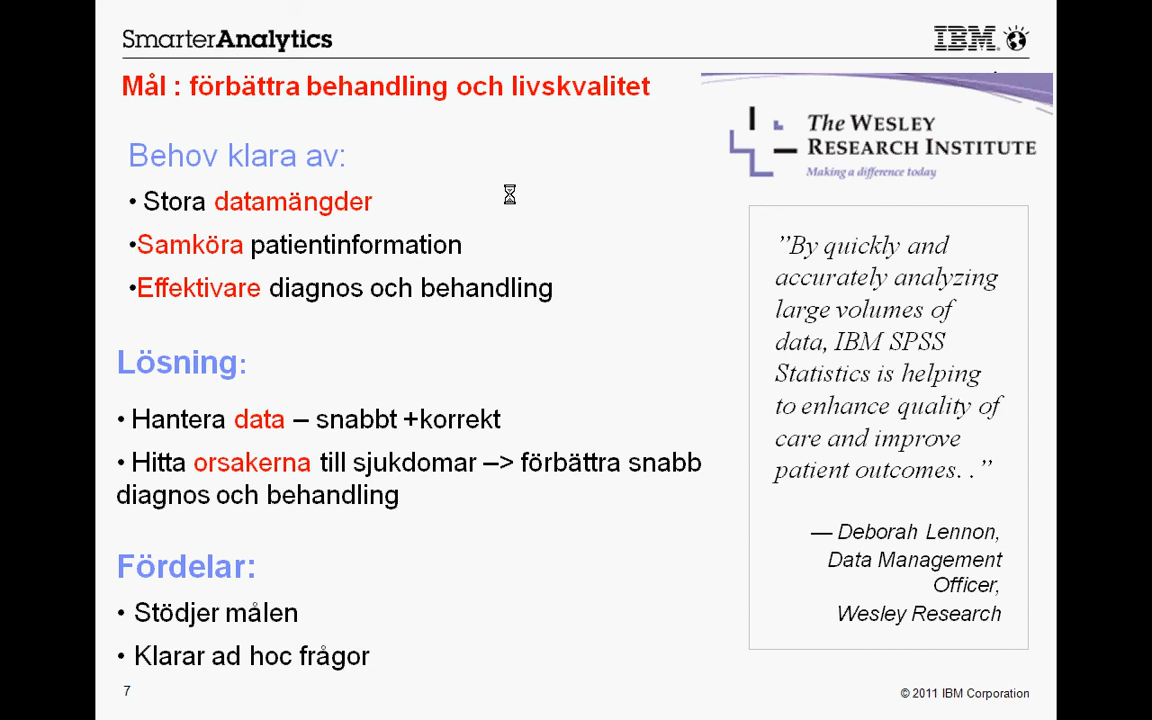 SmarterAnalytics
IBM
Mål : förbättra behandling och livskvalitet
Behov klara av:
• Stora datamängder
•Samköra patientinformation
•Effektivare diagnos och behandling
Lösning:
• Hantera data – snabbt +korrekt
• Hitta orsakerna till sjukdomar –> förbättra snabb
diagnos och behandling
Fördelar:
• Stödjer målen
• Klarar ad hoc frågor
The WESLEY
RESEARCH INSTITUTE
Making a difference today
”By quickly and
accurately analyzing
large volumes of
data, IBM SPSS
Statistics is helping
to enhance quality of
care and improve
patient outcomes. . ”
— Deborah Lennon,
Data Management
Officer,
Wesley Research
7
© 2011 IBM Corporation